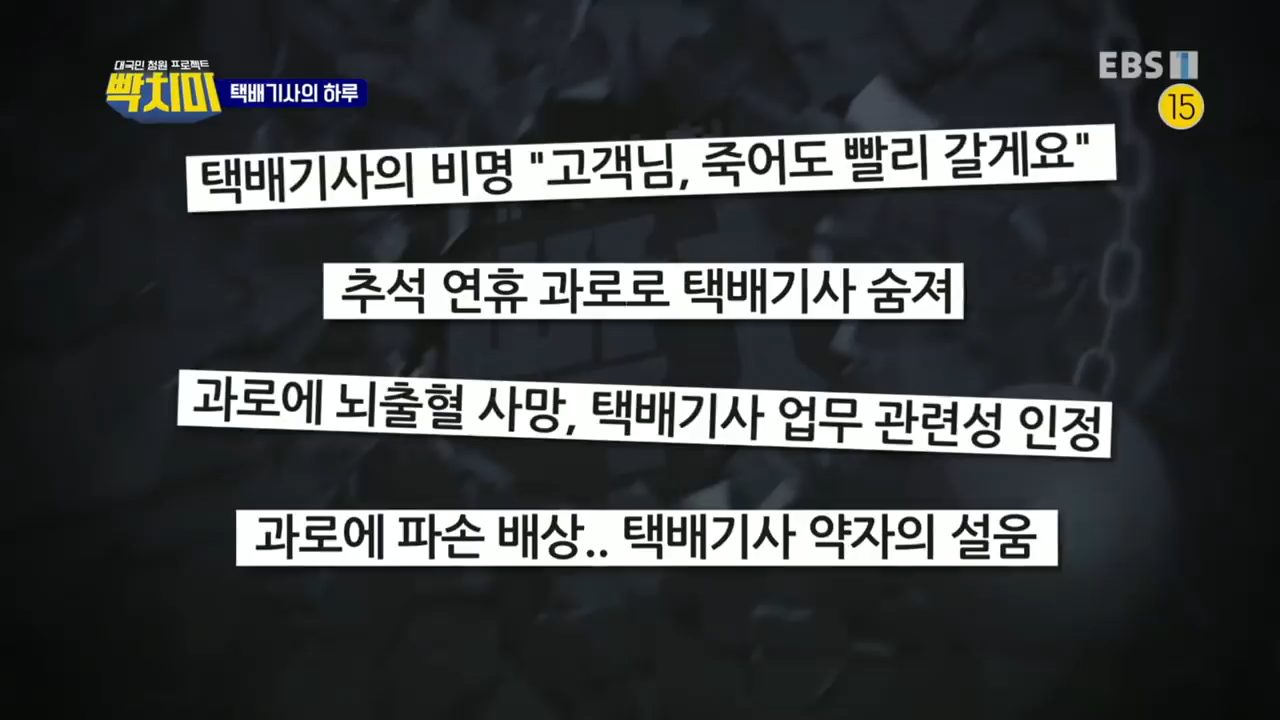 대국민 청원 프로젝트
빡치미 택배기사의 하루
EBS 1
15
택배기사의 비명 "고객님, 죽어도 빨리 갈게요"
추석 연휴 과로로 택배기사 숨져
과로에 뇌출혈 사망, 택배기사 업무 관련성 인정
과로에 파손 배상.. 택배기사 약자의 설움